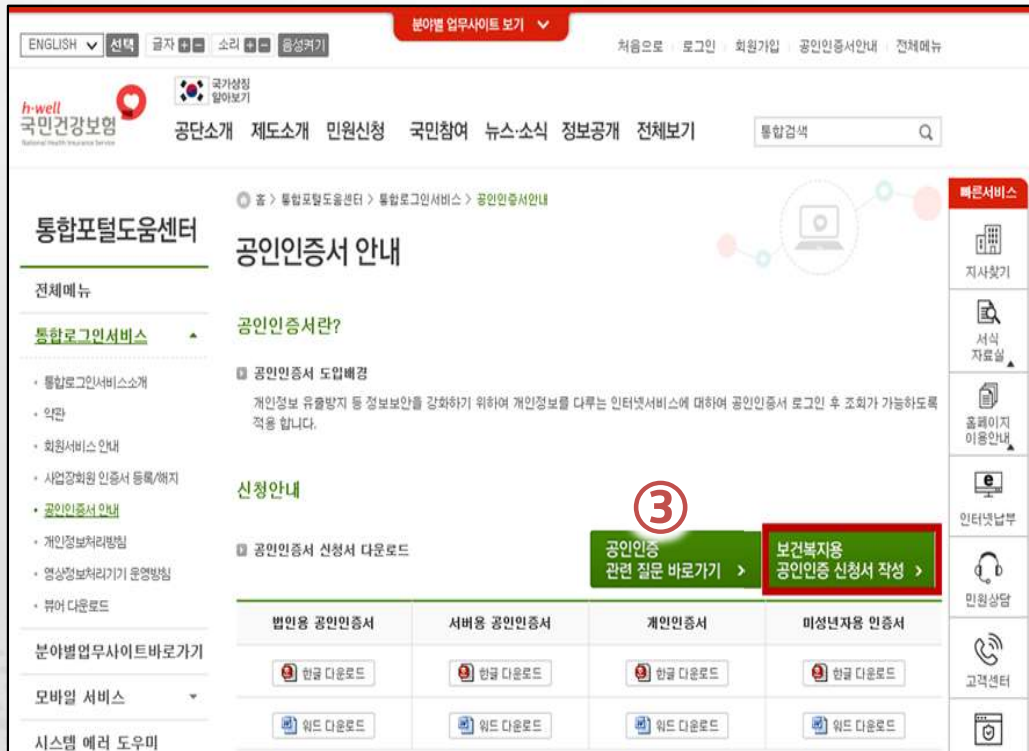 분야별 업무사이트 보기
ENGLISH 선택 글자 소리 음성켜기
처음으로 로그인 회원가입 공인인증서안내 전체메뉴
국가상징
알아보기
h·well
국민건강보험
National Health Insurance Service
공단소개 제도소개 민원신청 국민참여 뉴스·소식 정보공개 전체보기
통합검색
통합포털도움센터
전체메뉴
통합로그인서비스
통합로그인서비스소개
약관
회원서비스 안내
사업장회원 인증서 등록/해지
공인인증서 안내
개인정보처리방침
영상정보처리기기 운영방침
뷰어 다운로드
분야별업무사이트바로가기
모바일 서비스
시스템 에러 도우미
홈 > 통합포털도움센터 > 통합로그인서비스 > 공인인증서안내
공인인증서 안내
공인인증서란?
공인인증서 도입배경
개인정보 유출방지 등 정보보안을 강화하기 위하여 개인정보를 다루는 인터넷서비스에 대하여 공인인증서 로그인 후 조회가 가능하도록
적용 합니다.
신청안내
③
공인인증서 신청서 다운로드
공인인증
관련 질문 바로가기 >
보건복지용
공인인증 신청서 작성 >
법인용 공인인증서 서버용 공인인증서 개인인증서 미성년자용 인증서
한글 다운로드 한글 다운로드 한글 다운로드 한글 다운로드
워드 다운로드 워드 다운로드 워드 다운로드 워드 다운로드
빠른서비스
지사찾기
서식
자료실
홈페이지
이용안내
인터넷납부
민원상담
고객센터